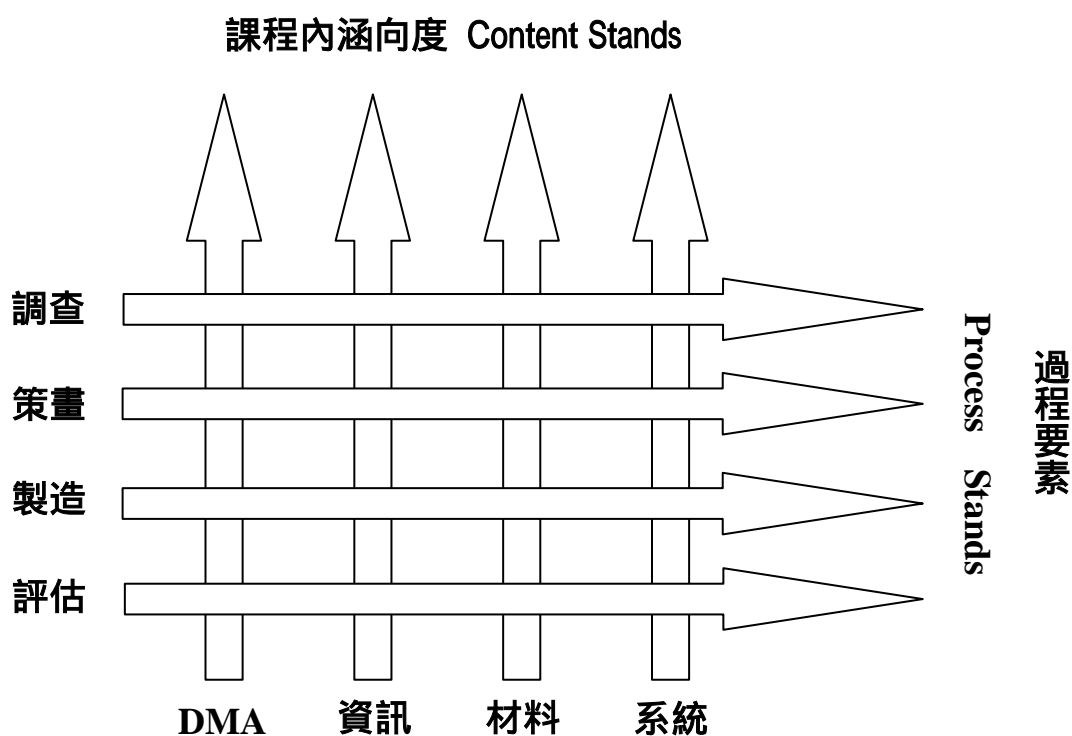 課程內涵向度 Content Stands
調查
策畫
製造
評估
Process Stands
過程要素
DMA 資訊 材料 系統